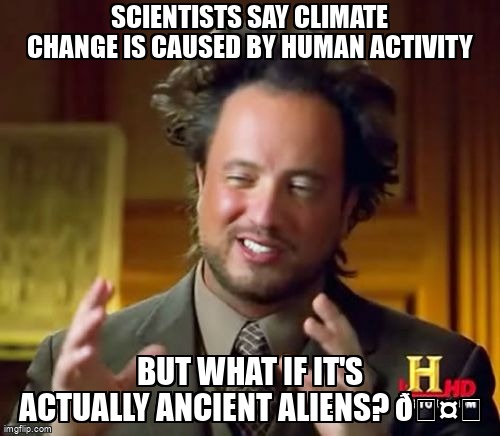 SCIENTISTS SAY CLIMATE
CHANGE IS CAUSED BY HUMAN ACTIVITY
BUT WHAT IF IT'S
ACTUALLY ANCIENT ALIENS? ð
H
HD
imgflip.com